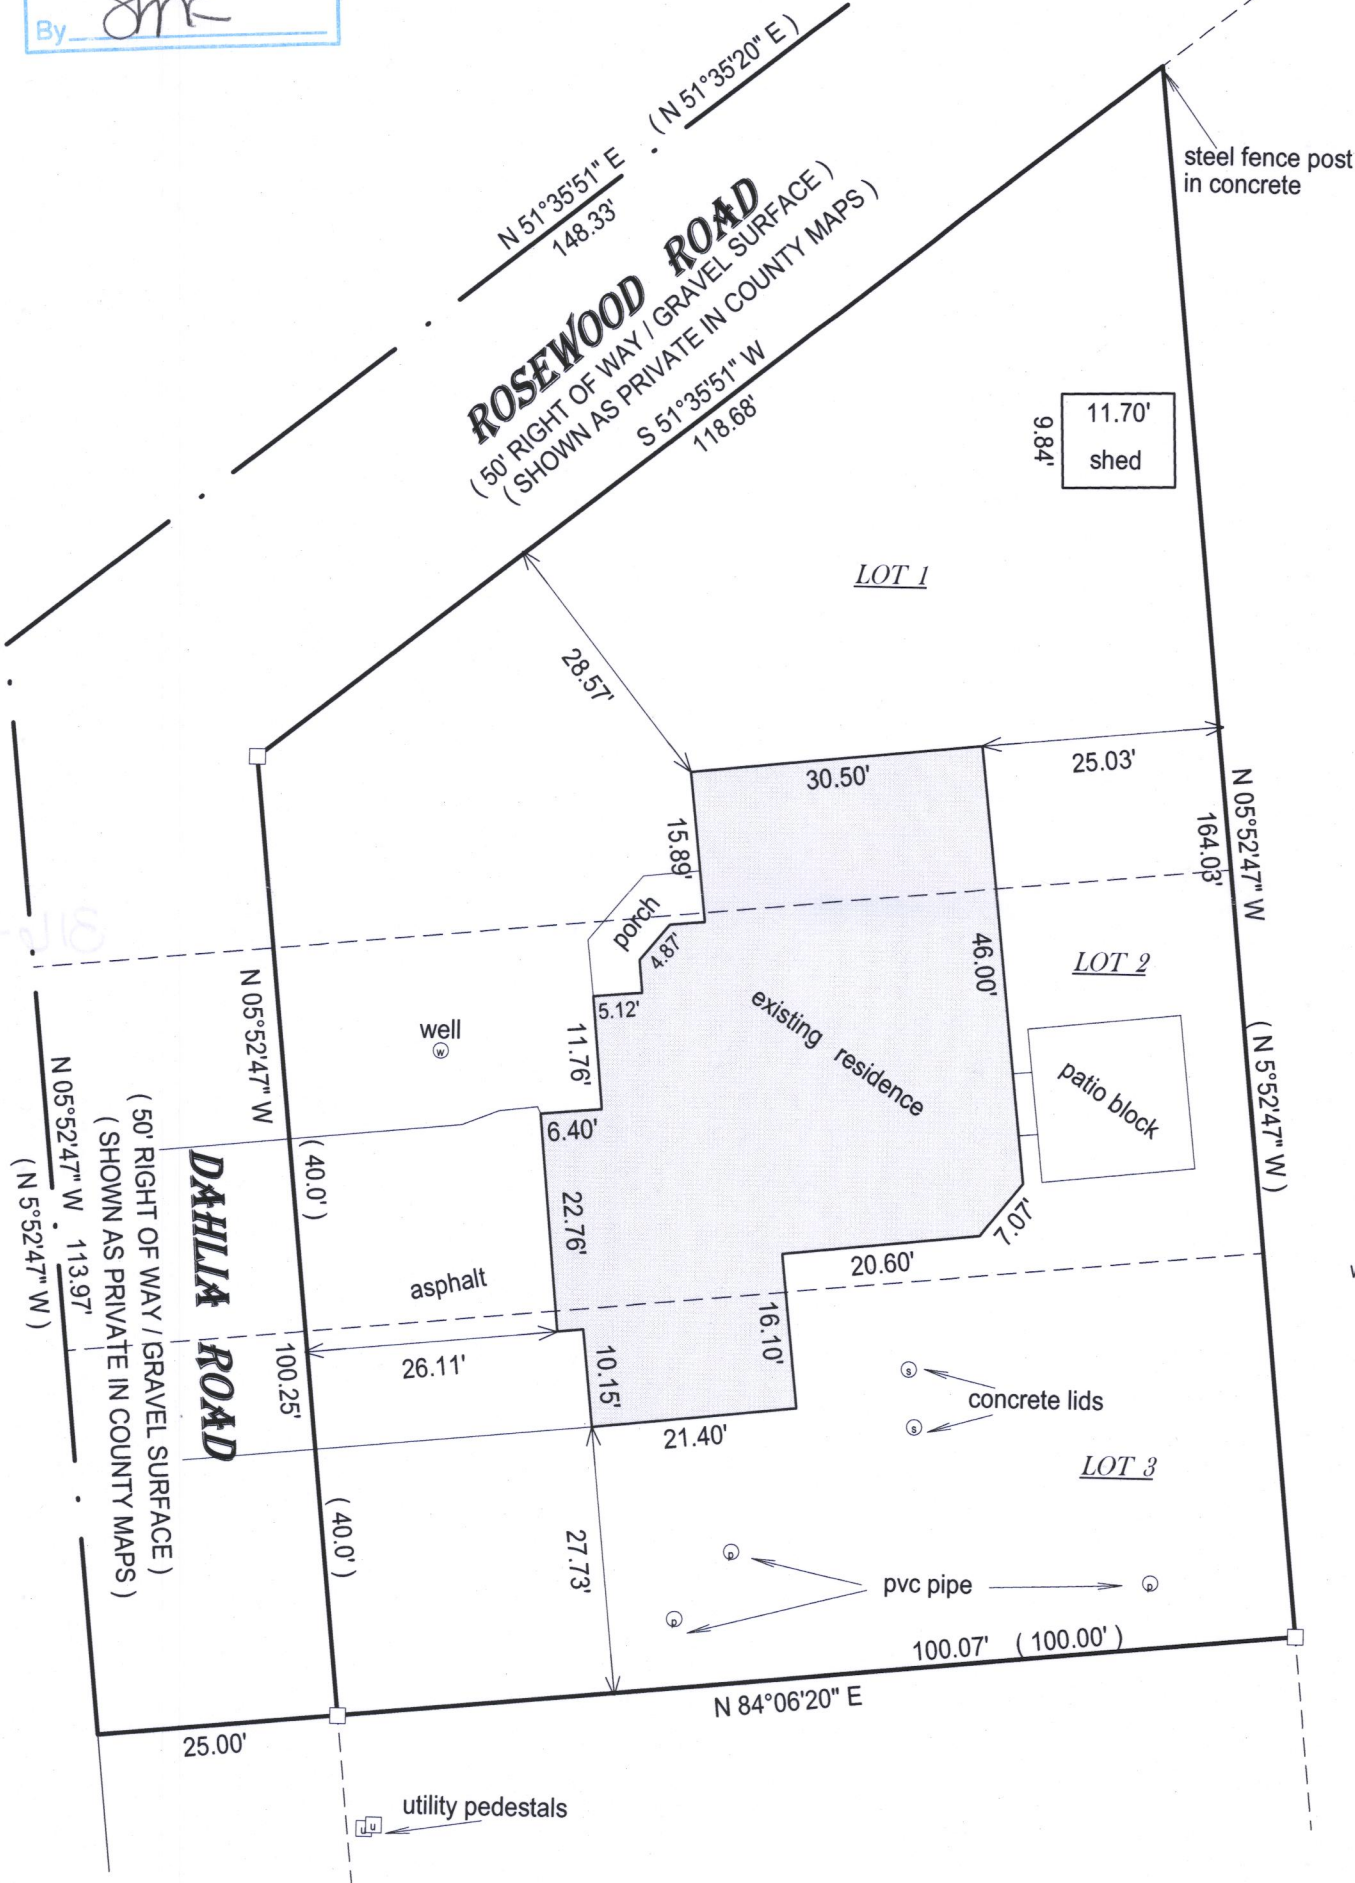 By
( N 51°35'20" E )
N 51°35'51" E
148.33'
ROSEWOOD ROAD
( 50' RIGHT OF WAY / GRAVEL SURFACE )
( SHOWN AS PRIVATE IN COUNTY MAPS )
S 51°35'51" W
118.68'
steel fence post
in concrete
11.70'
9.84'
shed
LOT 1
28.57'
30.50'
25.03'
N 05°52'47" W
164.03'
15.89'
porch
4.87'
5.12'
46.00'
LOT 2
existing residence
well
w
11.76'
6.40'
patio block
( N 5°52'47" W )
N 05°52'47" W
( 40.0' )
22.76'
7.07'
20.60'
asphalt
26.11'
10.15'
16.10'
s
s
concrete lids
21.40'
LOT 3
DAHLIA ROAD
( 50' RIGHT OF WAY / GRAVEL SURFACE )
( SHOWN AS PRIVATE IN COUNTY MAPS )
N 05°52'47" W 113.97'
( N 5°52'47" W )
100.25'
( 40.0' )
27.73'
p
p
p
pvc pipe
100.07' ( 100.00' )
N 84°06'20" E
25.00'
utility pedestals
u u